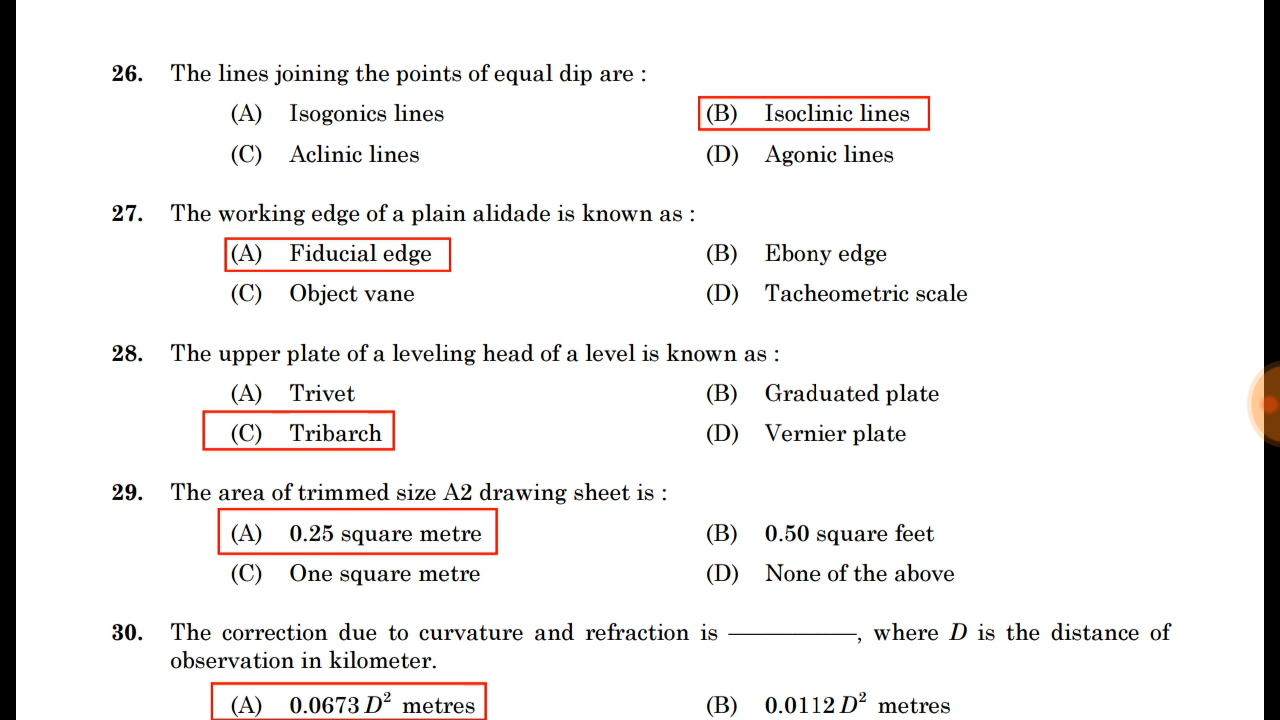 26. The lines joining the points of equal dip are :
(A) Isogonics lines (B) Isoclinic lines
(C) Aclinic lines (D) Agonic lines
27. The working edge of a plain alidade is known as :
(A) Fiducial edge (B) Ebony edge
(C) Object vane (D) Tacheometric scale
28. The upper plate of a leveling head of a level is known as :
(A) Trivet (B) Graduated plate
(C) Tribarch (D) Vernier plate
29. The area of trimmed size A2 drawing sheet is :
(A) 0.25 square metre (B) 0.50 square feet
(C) One square metre (D) None of the above
30. The correction due to curvature and refraction is ————, where D is the distance of
observation in kilometer.
(A) 0.0673 D² metres (B) 0.0112 D² metres